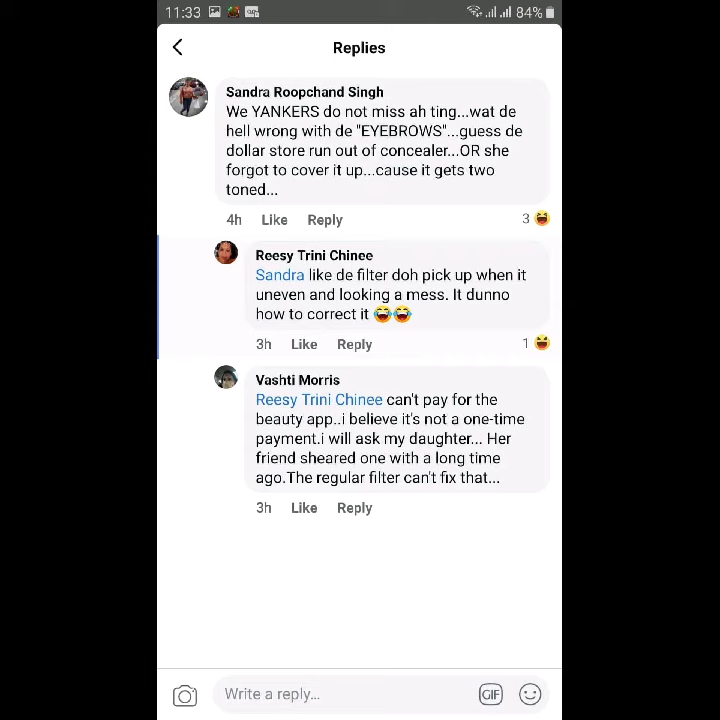 11:33
84%
Replies
Sandra Roopchand Singh
We YANKERS do not miss ah ting...wat de
hell wrong with de "EYEBROWS"...guess de
dollar store run out of concealer...OR she
forgot to cover it up...cause it gets two
toned...
4h Like Reply 3 😆
Reesy Trini Chinee
Sandra like de filter doh pick up when it
uneven and looking a mess. It dunno
how to correct it 😂😂
3h Like Reply 1 😆
Vashti Morris
Reesy Trini Chinee can't pay for the
beauty app..i believe it's not a one-time
payment.i will ask my daughter... Her
friend sheared one with a long time
ago.The regular filter can't fix that...
3h Like Reply
Write a reply...
GIF